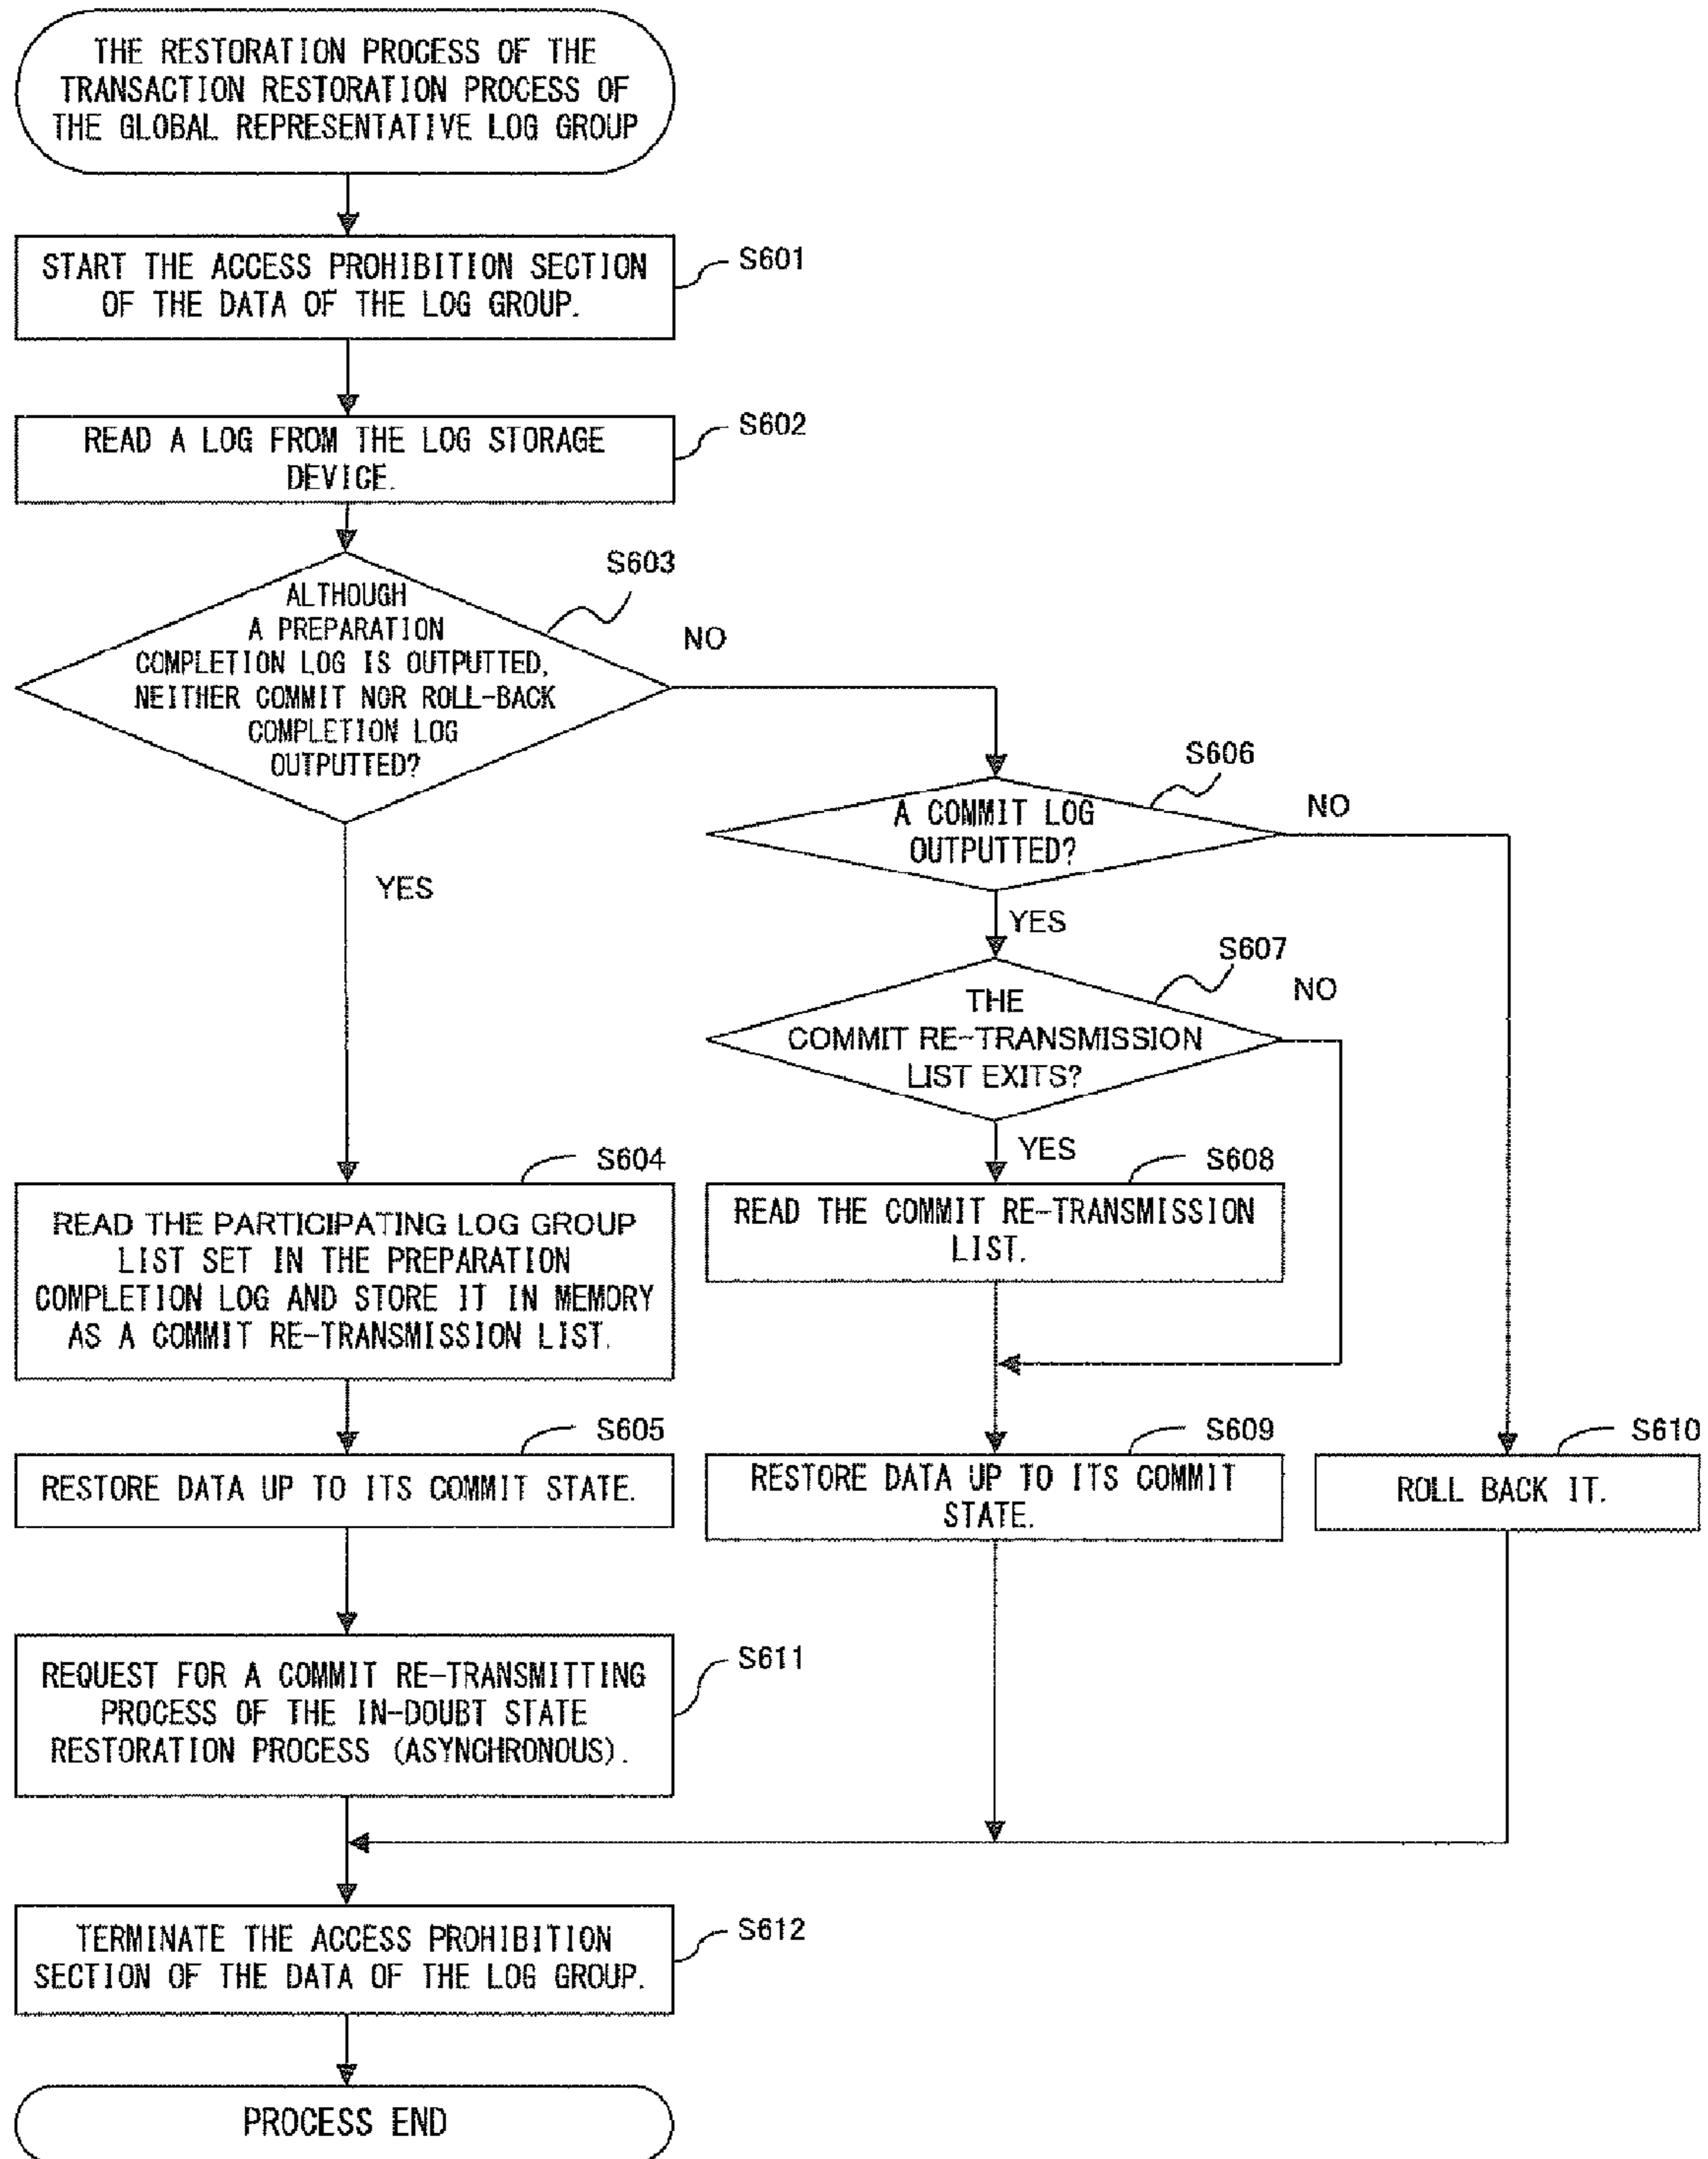 THE RESTORATION PROCESS OF THE
TRANSACTION RESTORATION PROCESS OF
THE GLOBAL REPRESENTATIVE LOG GROUP
START THE ACCESS PROHIBITION SECTION
OF THE DATA OF THE LOG GROUP.
S601
READ A LOG FROM THE LOG STORAGE
DEVICE.
S602
ALTHOUGH
A PREPARATION
COMPLETION LOG IS OUTPUTTED,
NEITHER COMMIT NOR ROLL-BACK
COMPLETION LOG
OUTPUTTED?
S603
NO
YES
A COMMIT LOG
OUTPUTTED?
S606
NO
YES
THE
COMMIT RE-TRANSMISSION
LIST EXITS?
S607
NO
YES
S604
READ THE PARTICIPATING LOG GROUP
LIST SET IN THE PREPARATION
COMPLETION LOG AND STORE IT IN MEMORY
AS A COMMIT RE-TRANSMISSION LIST.
S608
READ THE COMMIT RE-TRANSMISSION
LIST.
S605
RESTORE DATA UP TO ITS COMMIT STATE.
S609
RESTORE DATA UP TO ITS COMMIT
STATE.
S610
ROLL BACK IT.
REQUEST FOR A COMMIT RE-TRANSMITTING
PROCESS OF THE IN-DOUBT STATE
RESTORATION PROCESS (ASYNCHRONOUS).
S611
TERMINATE THE ACCESS PROHIBITION
SECTION OF THE DATA OF THE LOG GROUP.
S612
PROCESS END